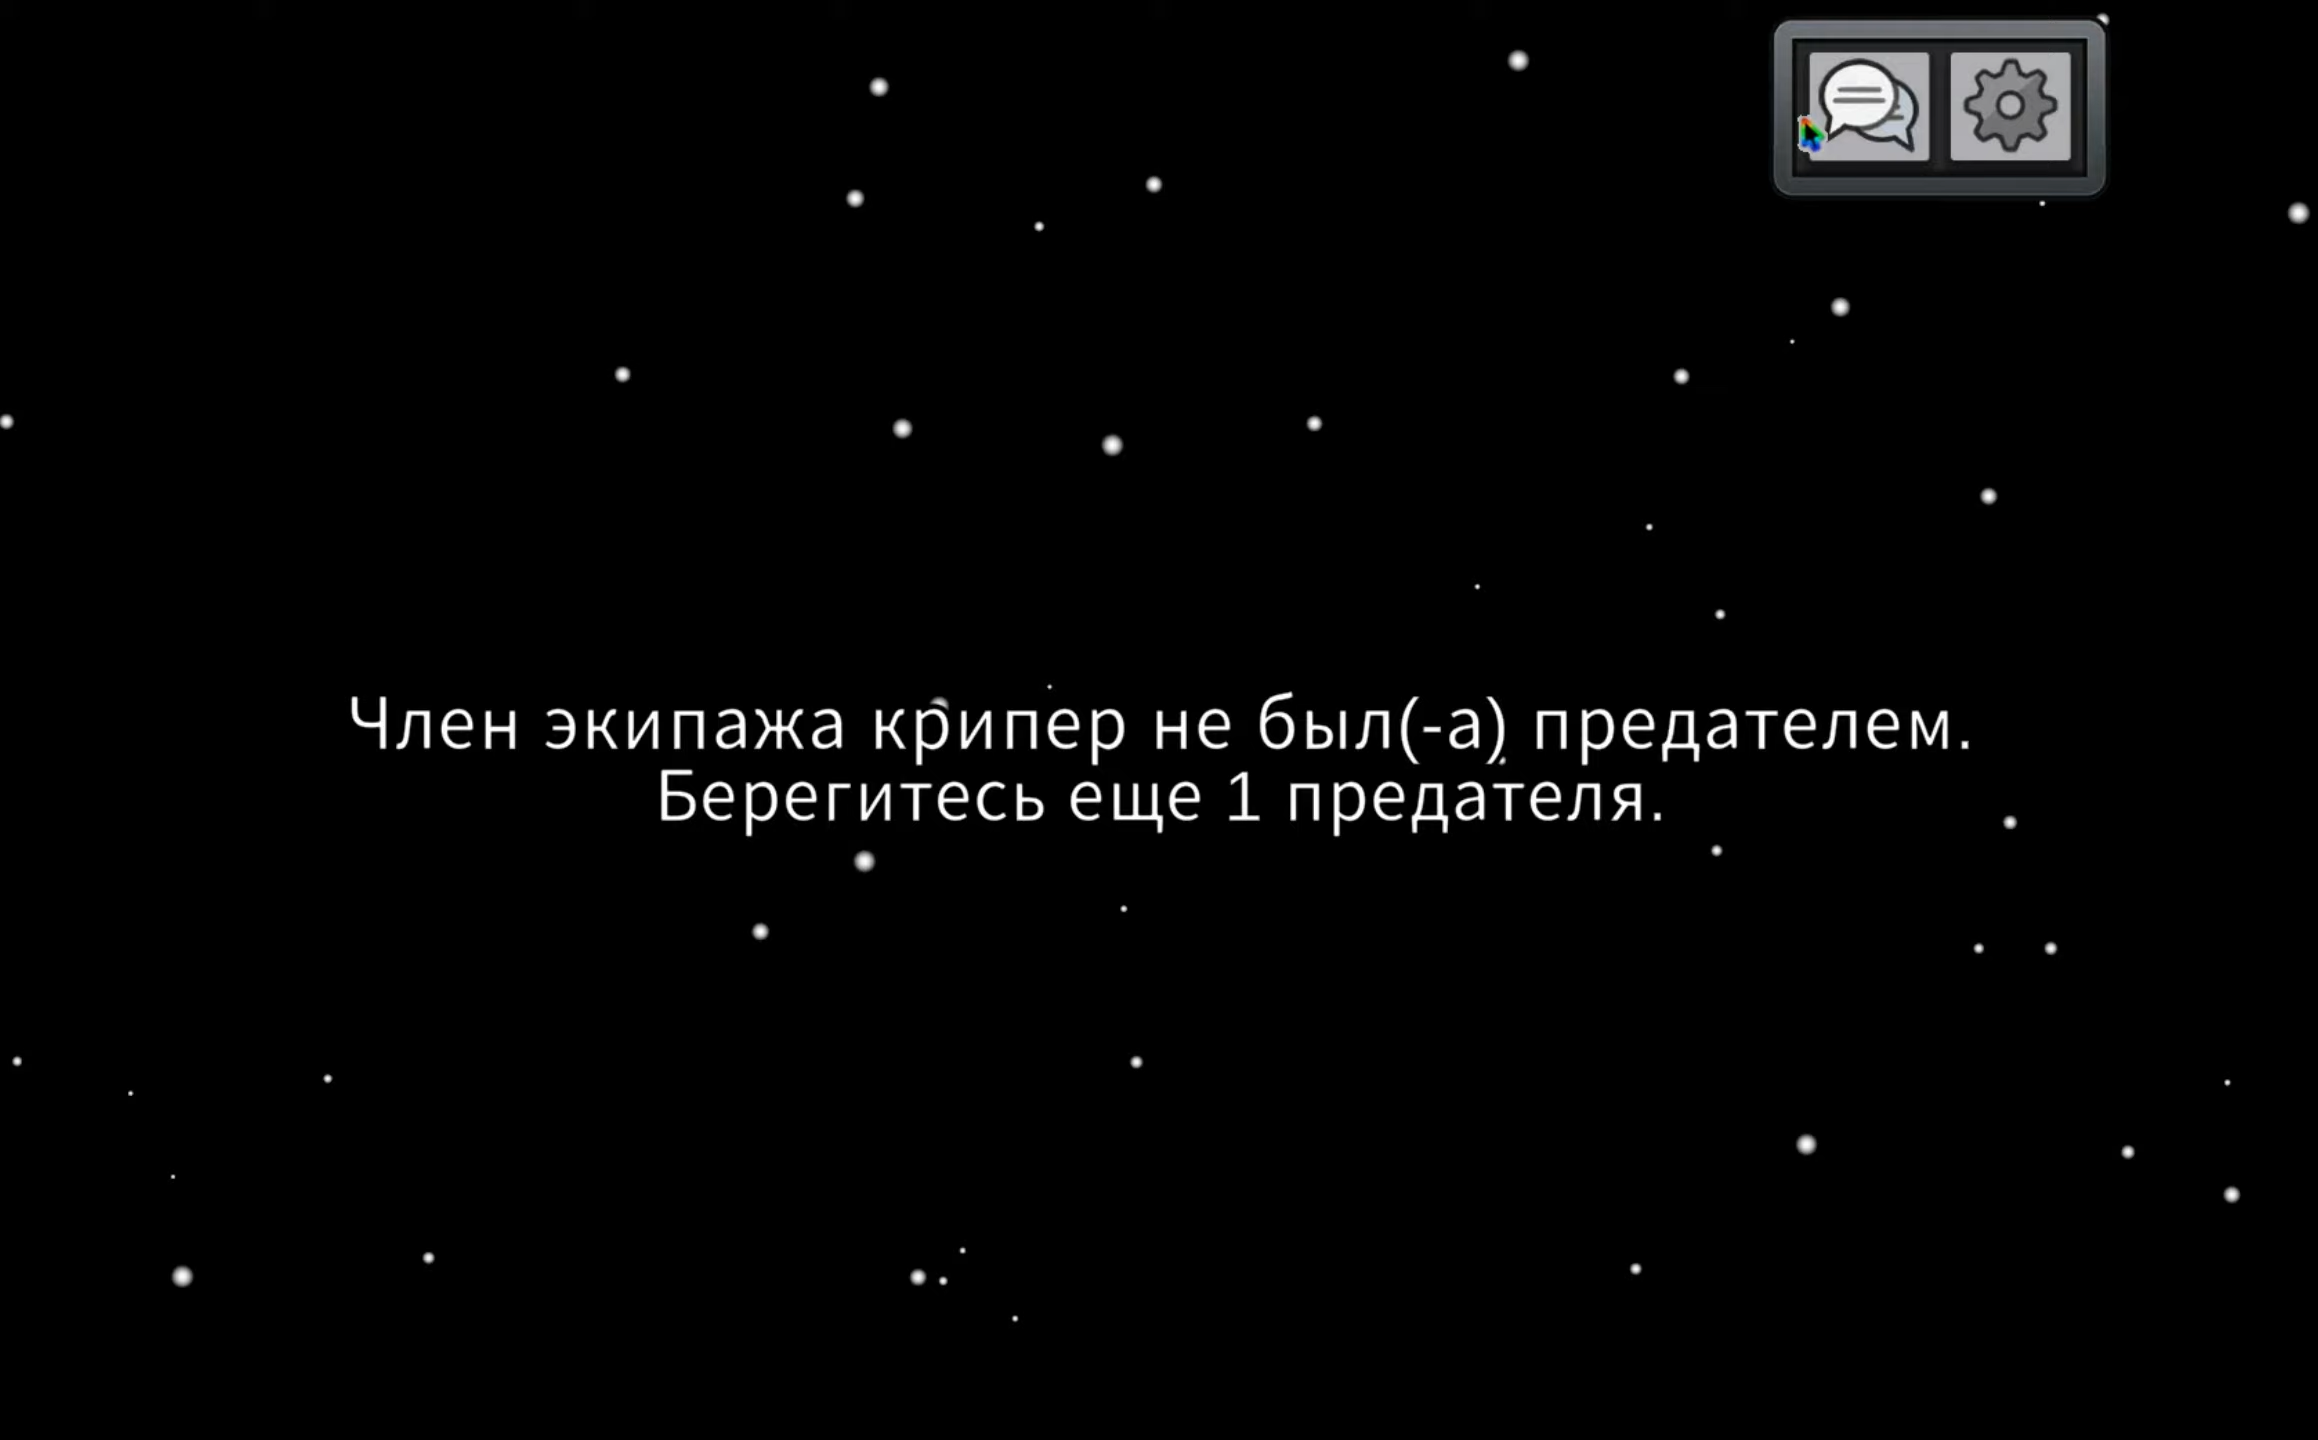 Член экипажа крипер не был(-а) предателем.
Берегитесь еще 1 предателя.